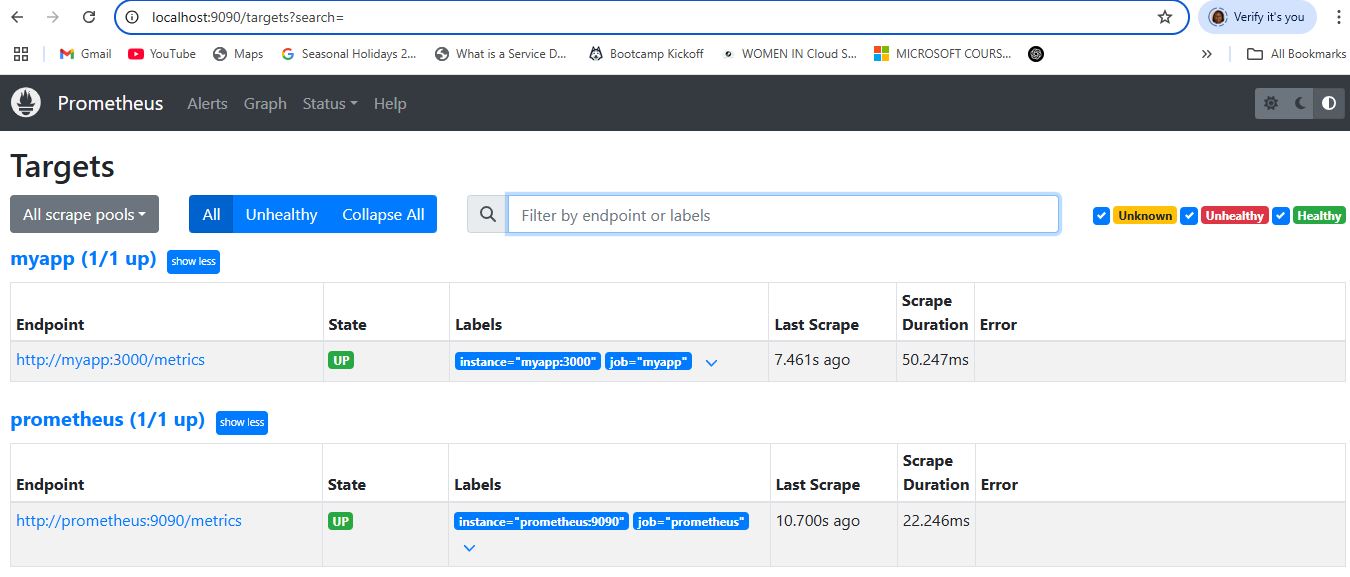 localhost:9090/targets?search=
Verify it's you
Gmail YouTube Maps Seasonal Holidays 2... What is a Service D... Bootcamp Kickoff WOMEN IN Cloud S... MICROSOFT COURS... » All Bookmarks
Prometheus Alerts Graph Status Help
Targets
All scrape pools All Unhealthy Collapse All Filter by endpoint or labels Unknown Unhealthy Healthy
myapp (1/1 up) show less
Endpoint State Labels Last Scrape Scrape Duration Error
http://myapp:3000/metrics UP instance="myapp:3000" job="myapp" 7.461s ago 50.247ms
prometheus (1/1 up) show less
Endpoint State Labels Last Scrape Scrape Duration Error
http://prometheus:9090/metrics UP instance="prometheus:9090" job="prometheus" 10.700s ago 22.246ms